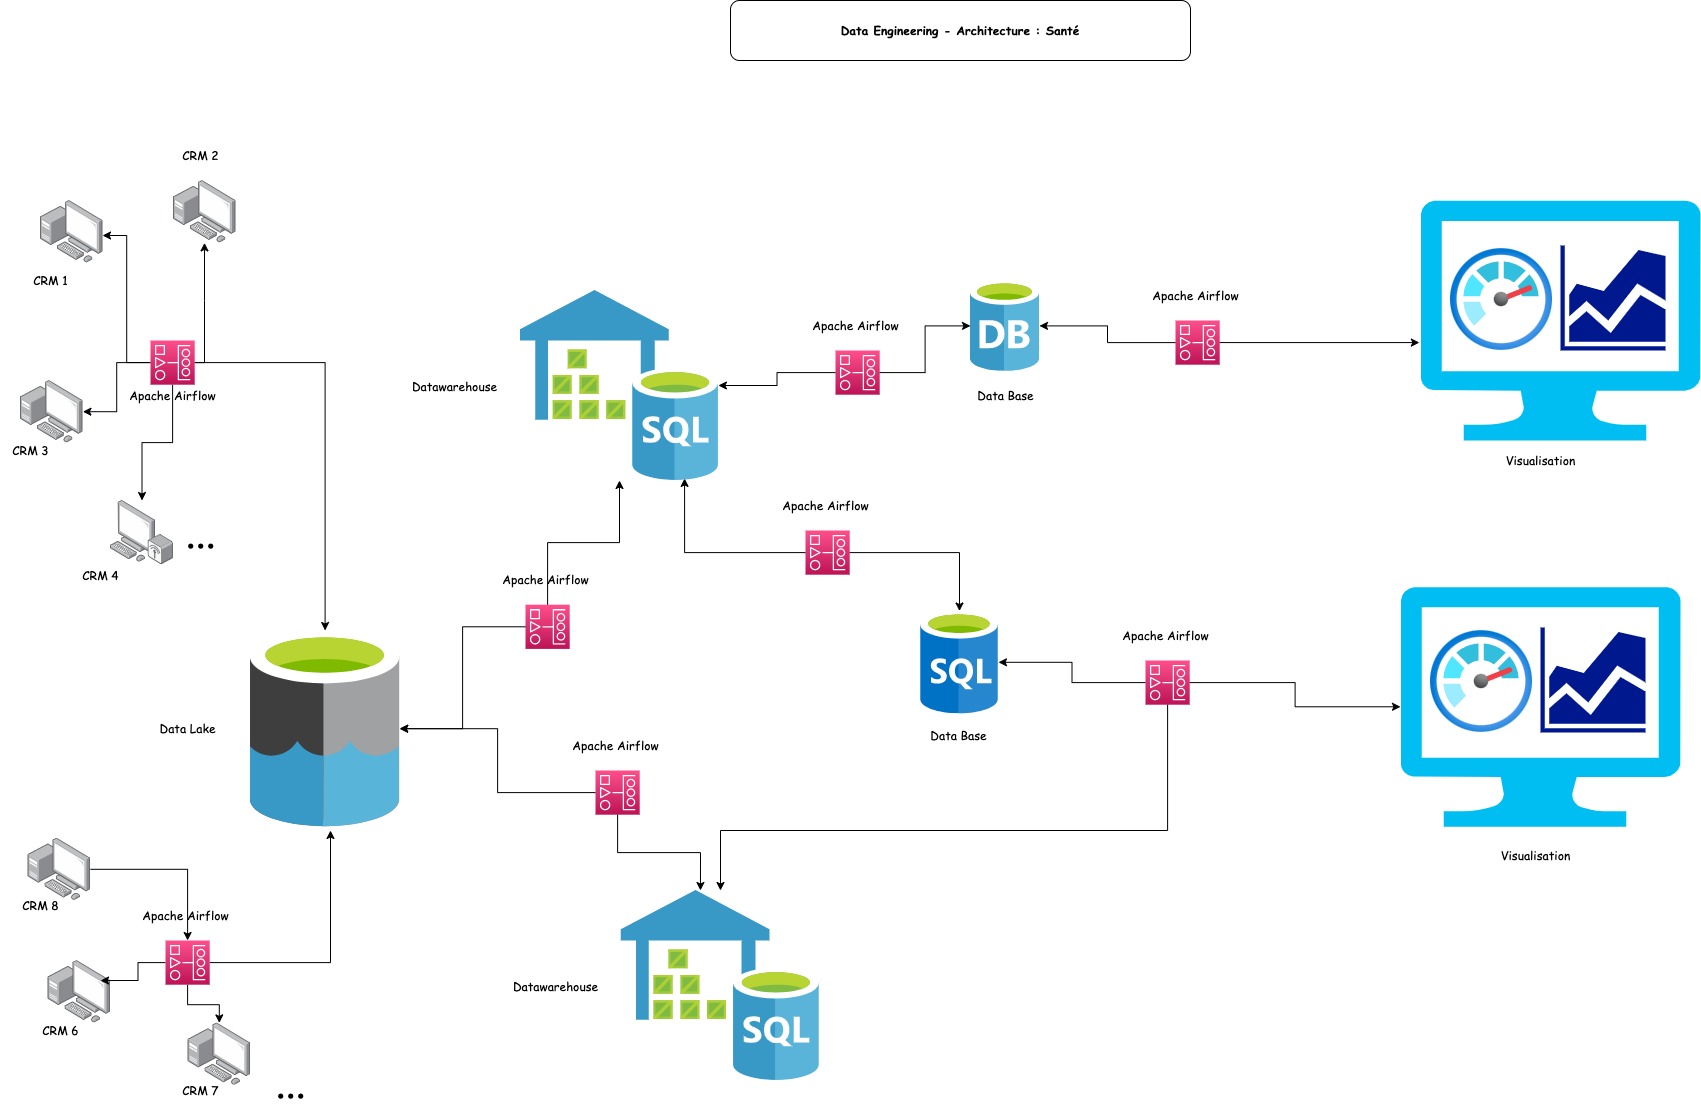 Data Engineering - Architecture : Santé
CRM 2
CRM 1
Apache Airflow
CRM 3
CRM 4
...
Datawarehouse
SQL
Apache Airflow
DB
Data Base
Apache Airflow
Visualisation
Apache Airflow
Apache Airflow
SQL
Data Base
Apache Airflow
Visualisation
Data Lake
Apache Airflow
CRM 8
Apache Airflow
CRM 6
CRM 7
...
Datawarehouse
SQL